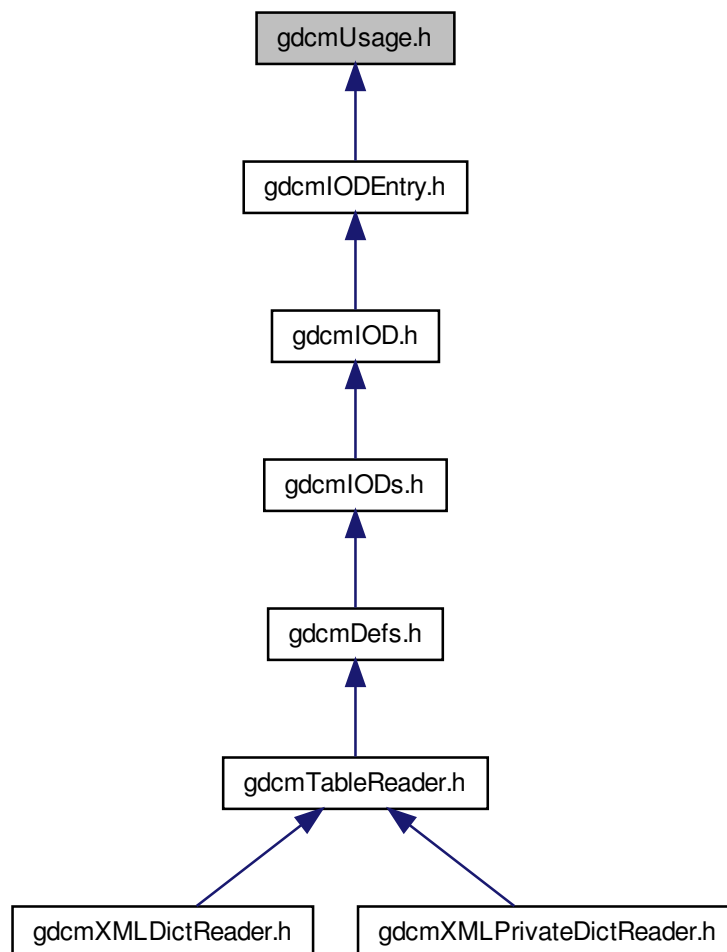 gdcmUsage.h
gdcmIODEntry.h
gdcmIOD.h
gdcmIODs.h
gdcmDefs.h
gdcmTableReader.h
gdcmXMLDictReader.h
gdcmXMLPrivateDictReader.h